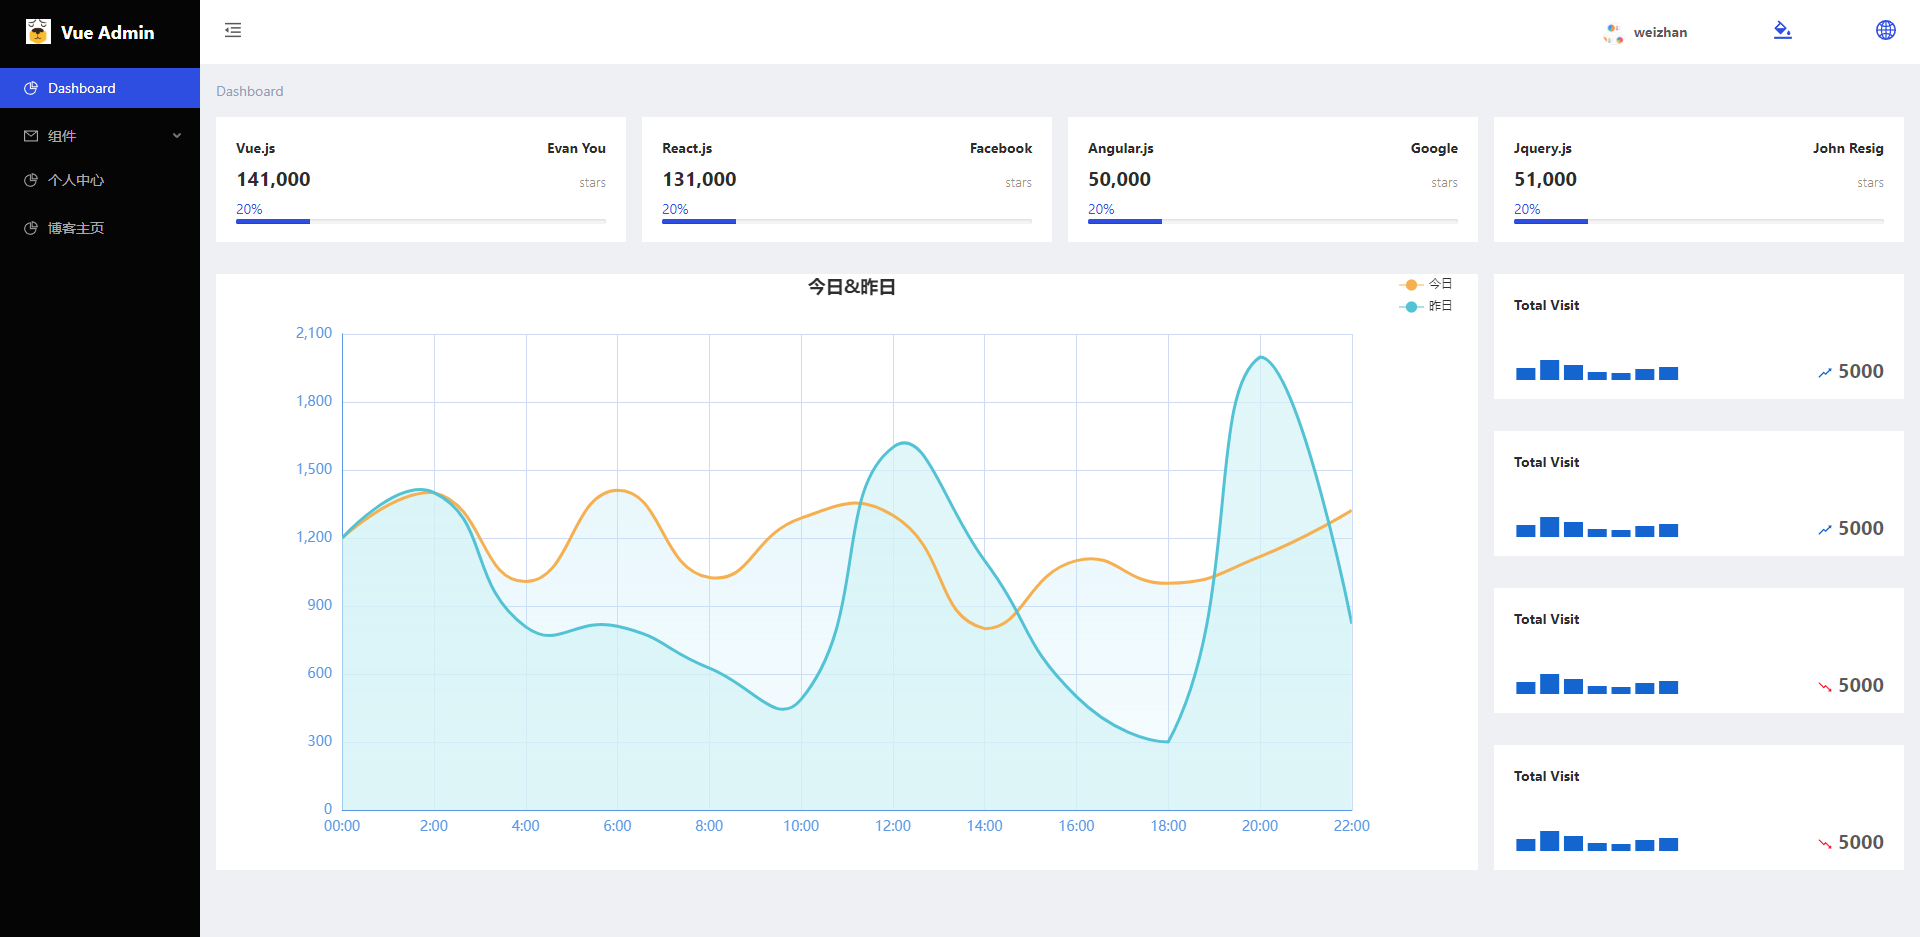 Vue Admin
weizhan
Dashboard
组件
个人中心
博客主页
Dashboard
Vue.js Evan You
141,000 stars
20%
React.js Facebook
131,000 stars
20%
Angular.js Google
50,000 stars
20%
Jquery.js John Resig
51,000 stars
20%
今日&昨日
今日
昨日
2,100
1,800
1,500
1,200
900
600
300
0
00:00 2:00 4:00 6:00 8:00 10:00 12:00 14:00 16:00 18:00 20:00 22:00
Total Visit
5000
Total Visit
5000
Total Visit
5000
Total Visit
5000